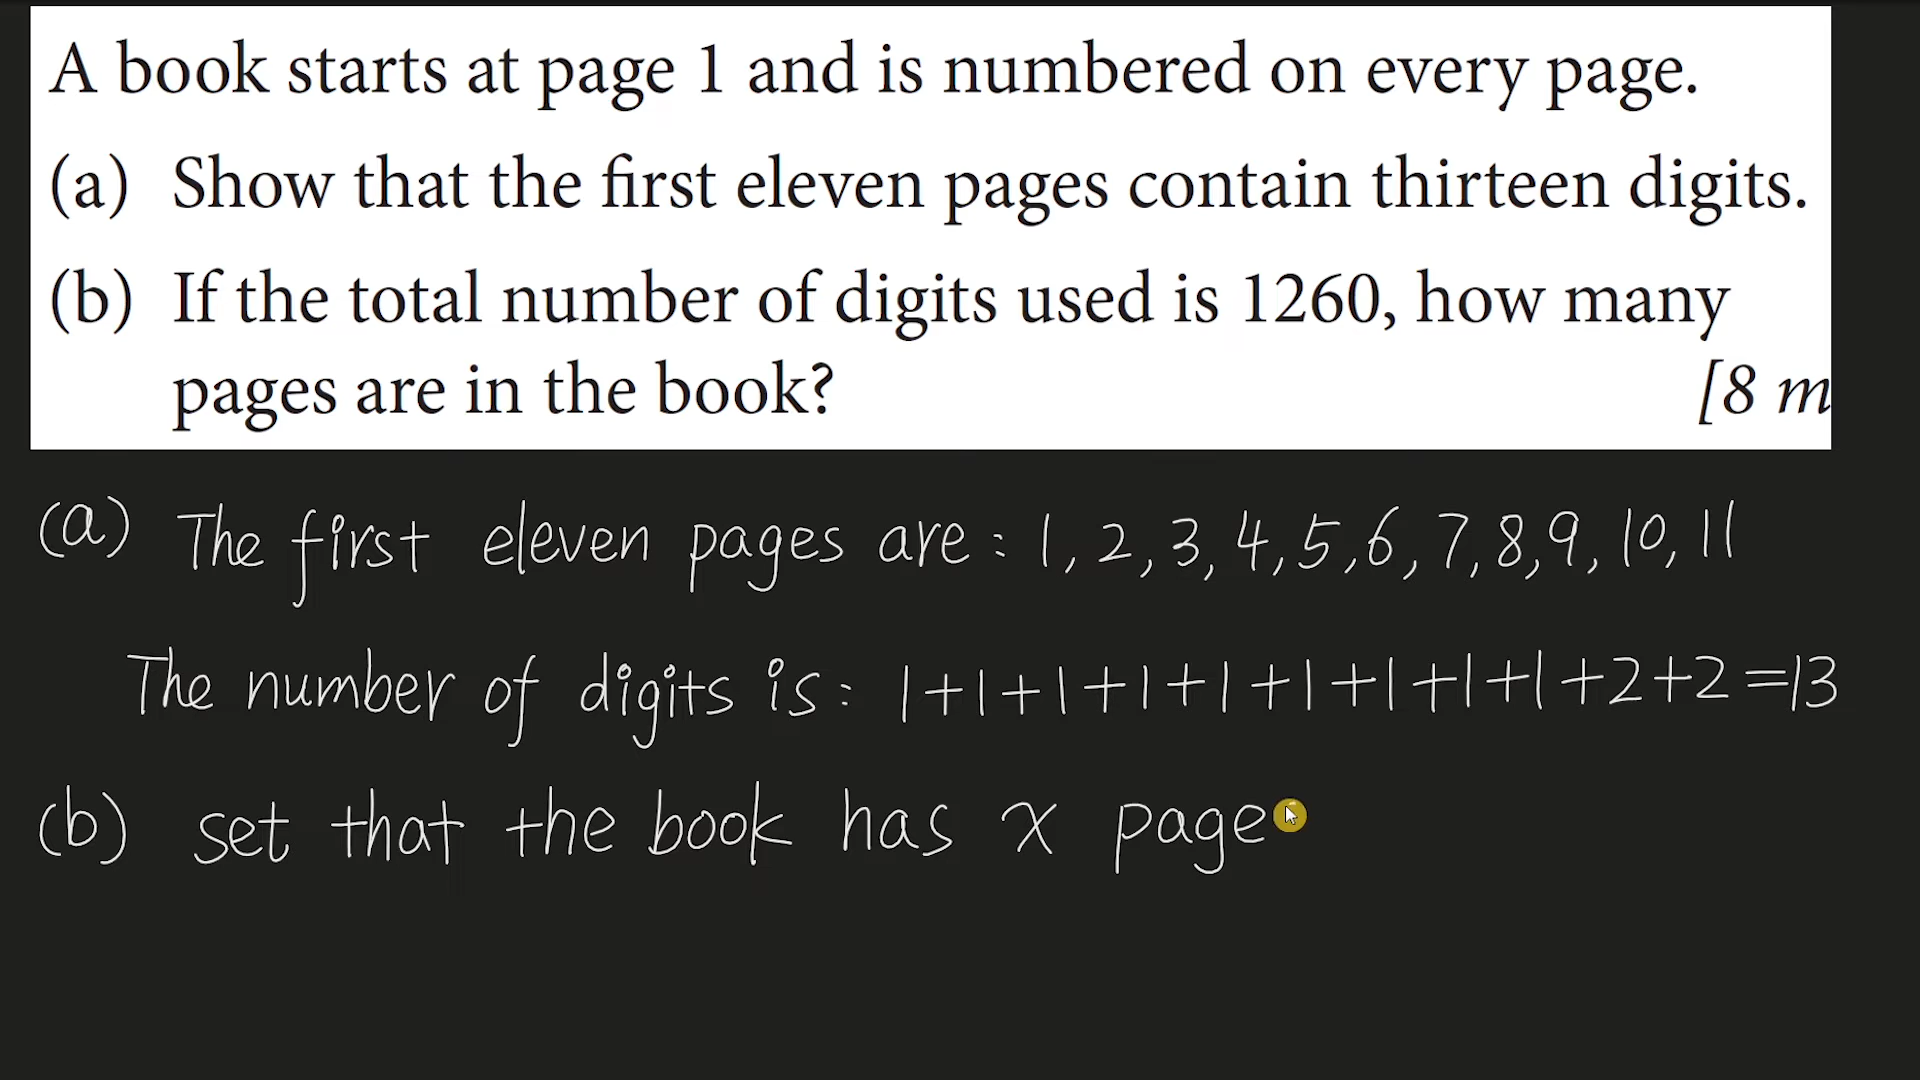 A book starts at page 1 and is numbered on every page.
(a) Show that the first eleven pages contain thirteen digits.
(b) If the total number of digits used is 1260, how many
pages are in the book? [8 m
(a) The first eleven pages are: 1, 2, 3, 4, 5, 6, 7, 8, 9, 10, 11
The number of digits is: 1+1+1+1+1+1+1+1+1+2+2=13
(b) set that the book has x page